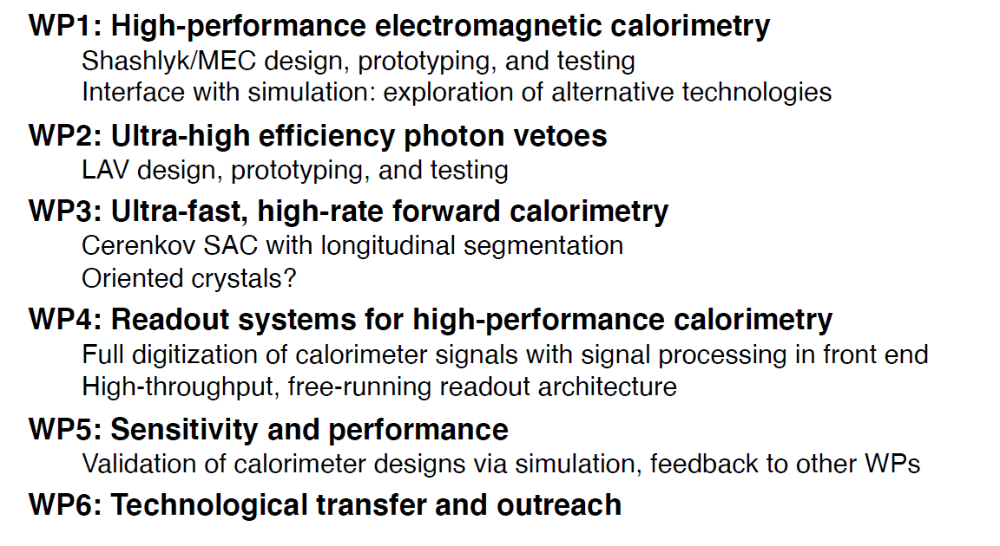 WP1: High-performance electromagnetic calorimetry
Shashlyk/MEC design, prototyping, and testing
Interface with simulation: exploration of alternative technologies
WP2: Ultra-high efficiency photon vetoes
LAV design, prototyping, and testing
WP3: Ultra-fast, high-rate forward calorimetry
Cerenkov SAC with longitudinal segmentation
Oriented crystals?
WP4: Readout systems for high-performance calorimetry
Full digitization of calorimeter signals with signal processing in front end
High-throughput, free-running readout architecture
WP5: Sensitivity and performance
Validation of calorimeter designs via simulation, feedback to other WPs
WP6: Technological transfer and outreach